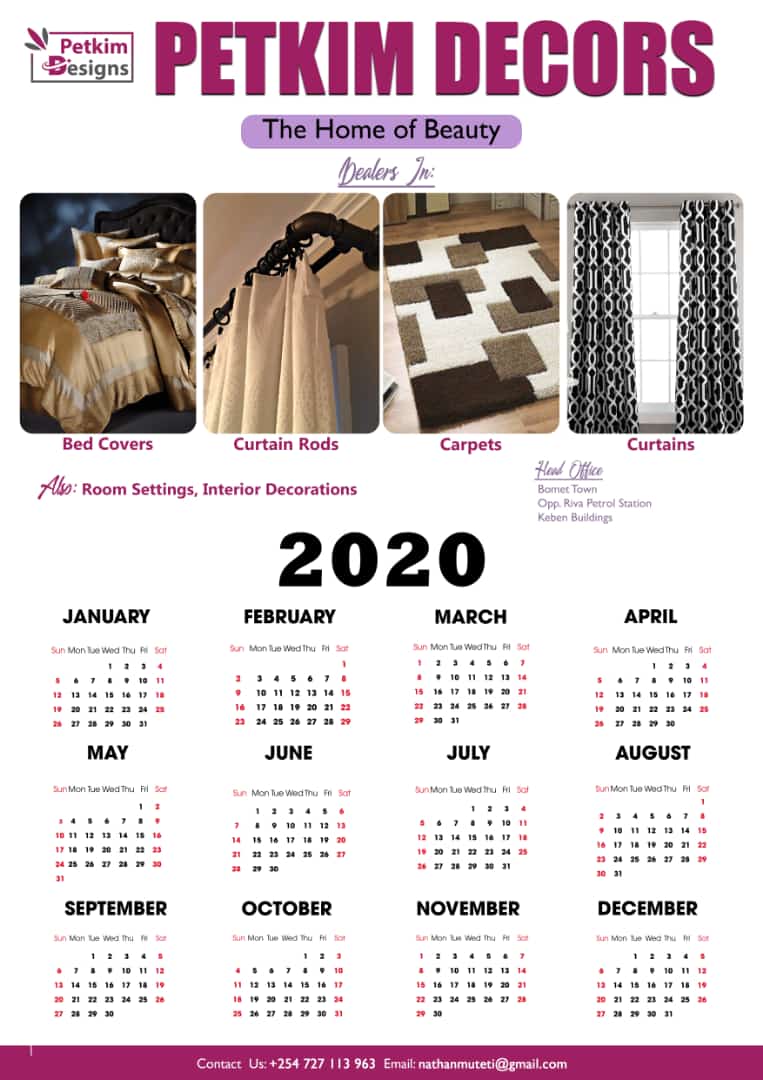 Petkim
Designs
PETKIM DECORS
The Home of Beauty
Dealers In:
Bed Covers Curtain Rods Carpets Curtains
Also: Room Settings, Interior Decorations
Head Office
Bomet Town
Opp. Riva Petrol Station
Keben Buildings
2020
JANUARY
Sun Mon Tue Wed Thu Fri Sat
1 2 3 4
5 6 7 8 9 10 11
12 13 14 15 16 17 18
19 20 21 22 23 24 25
26 27 28 29 30 31
FEBRUARY
Sun Mon Tue Wed Thu Fri Sat
1
2 3 4 5 6 7 8
9 10 11 12 13 14 15
16 17 18 19 20 21 22
23 24 25 26 27 28 29
MARCH
Sun Mon Tue Wed Thu Fri Sat
1 2 3 4 5 6 7
8 9 10 11 12 13 14
15 16 17 18 19 20 21
22 23 24 25 26 27 28
29 30 31
APRIL
Sun Mon Tue Wed Thu Fri Sat
1 2 3 4
5 6 7 8 9 10 11
12 13 14 15 16 17 18
19 20 21 22 23 24 25
26 27 28 29 30
MAY
Sun Mon Tue Wed Thu Fri Sat
1 2
3 4 5 6 7 8 9
10 11 12 13 14 15 16
17 18 19 20 21 22 23
24 25 26 27 28 29 30
31
JUNE
Sun Mon Tue Wed Thu Fri Sat
1 2 3 4 5 6
7 8 9 10 11 12 13
14 15 16 17 18 19 20
21 22 23 24 25 26 27
28 29 30
JULY
Sun Mon Tue Wed Thu Fri Sat
1 2 3 4
5 6 7 8 9 10 11
12 13 14 15 16 17 18
19 20 21 22 23 24 25
26 27 28 29 30 31
AUGUST
Sun Mon Tue Wed Thu Fri Sat
1
2 3 4 5 6 7 8
9 10 11 12 13 14 15
16 17 18 19 20 21 22
23 24 25 26 27 28 29
30 31
SEPTEMBER
Sun Mon Tue Wed Thu Fri Sat
1 2 3 4 5
6 7 8 9 10 11 12
13 14 15 16 17 18 19
20 21 22 23 24 25 26
27 28 29 30
OCTOBER
Sun Mon Tue Wed Thu Fri Sat
1 2 3
4 5 6 7 8 9 10
11 12 13 14 15 16 17
18 19 20 21 22 23 24
25 26 27 28 29 30 31
NOVEMBER
Sun Mon Tue Wed Thu Fri Sat
1 2 3 4 5 6 7
8 9 10 11 12 13 14
15 16 17 18 19 20 21
22 23 24 25 26 27 28
29 30
DECEMBER
Sun Mon Tue Wed Thu Fri Sat
1 2 3 4 5
6 7 8 9 10 11 12
13 14 15 16 17 18 19
20 21 22 23 24 25 26
27 28 29 30 31
Contact Us: +254 727 113 963 Email: nathanmuteti@gmail.com